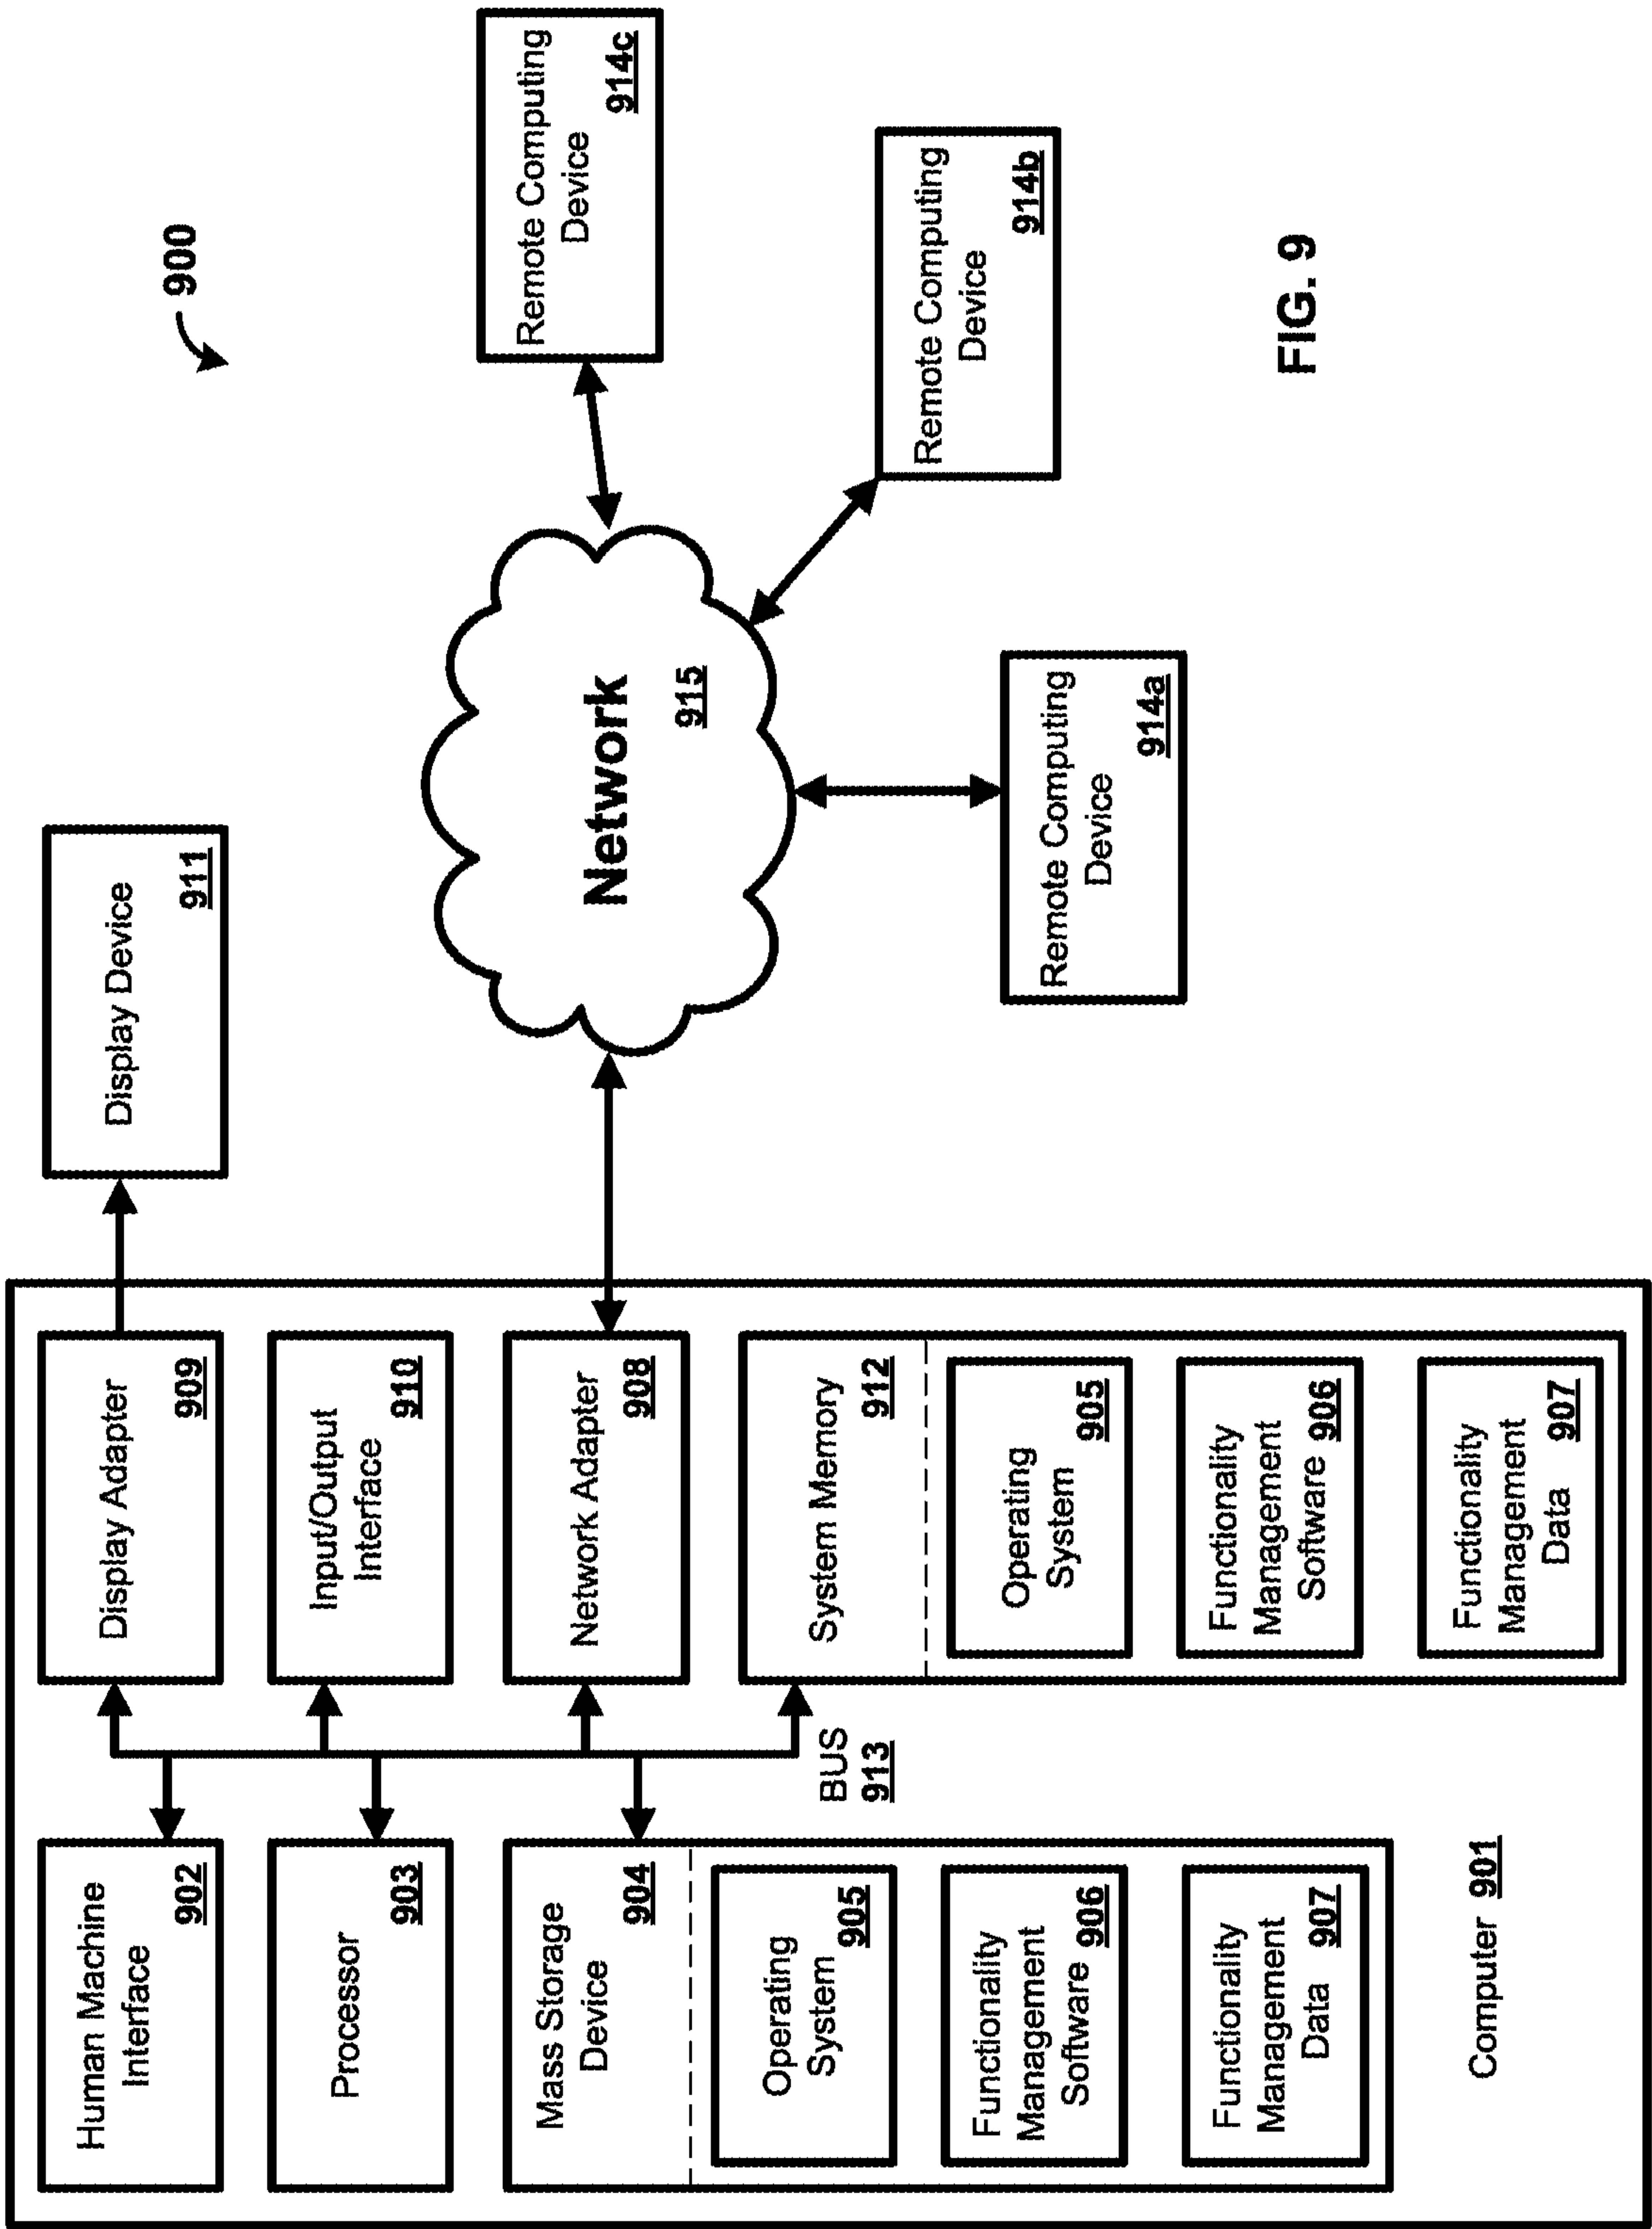 900
Human Machine
Interface
902
Processor
903
Mass Storage
Device
904
Operating
System
905
Functionality
Management
Software 906
Functionality
Management
Data 907
Computer 901
BUS
913
Display Adapter
909
Input/Output
Interface
910
Network Adapter
908
System Memory
912
Operating
System
905
Functionality
Management
Software 906
Functionality
Management
Data 907
Display Device
911
Network
915
Remote Computing
Device
914a
Remote Computing
Device
914b
Remote Computing
Device
914c
FIG. 9